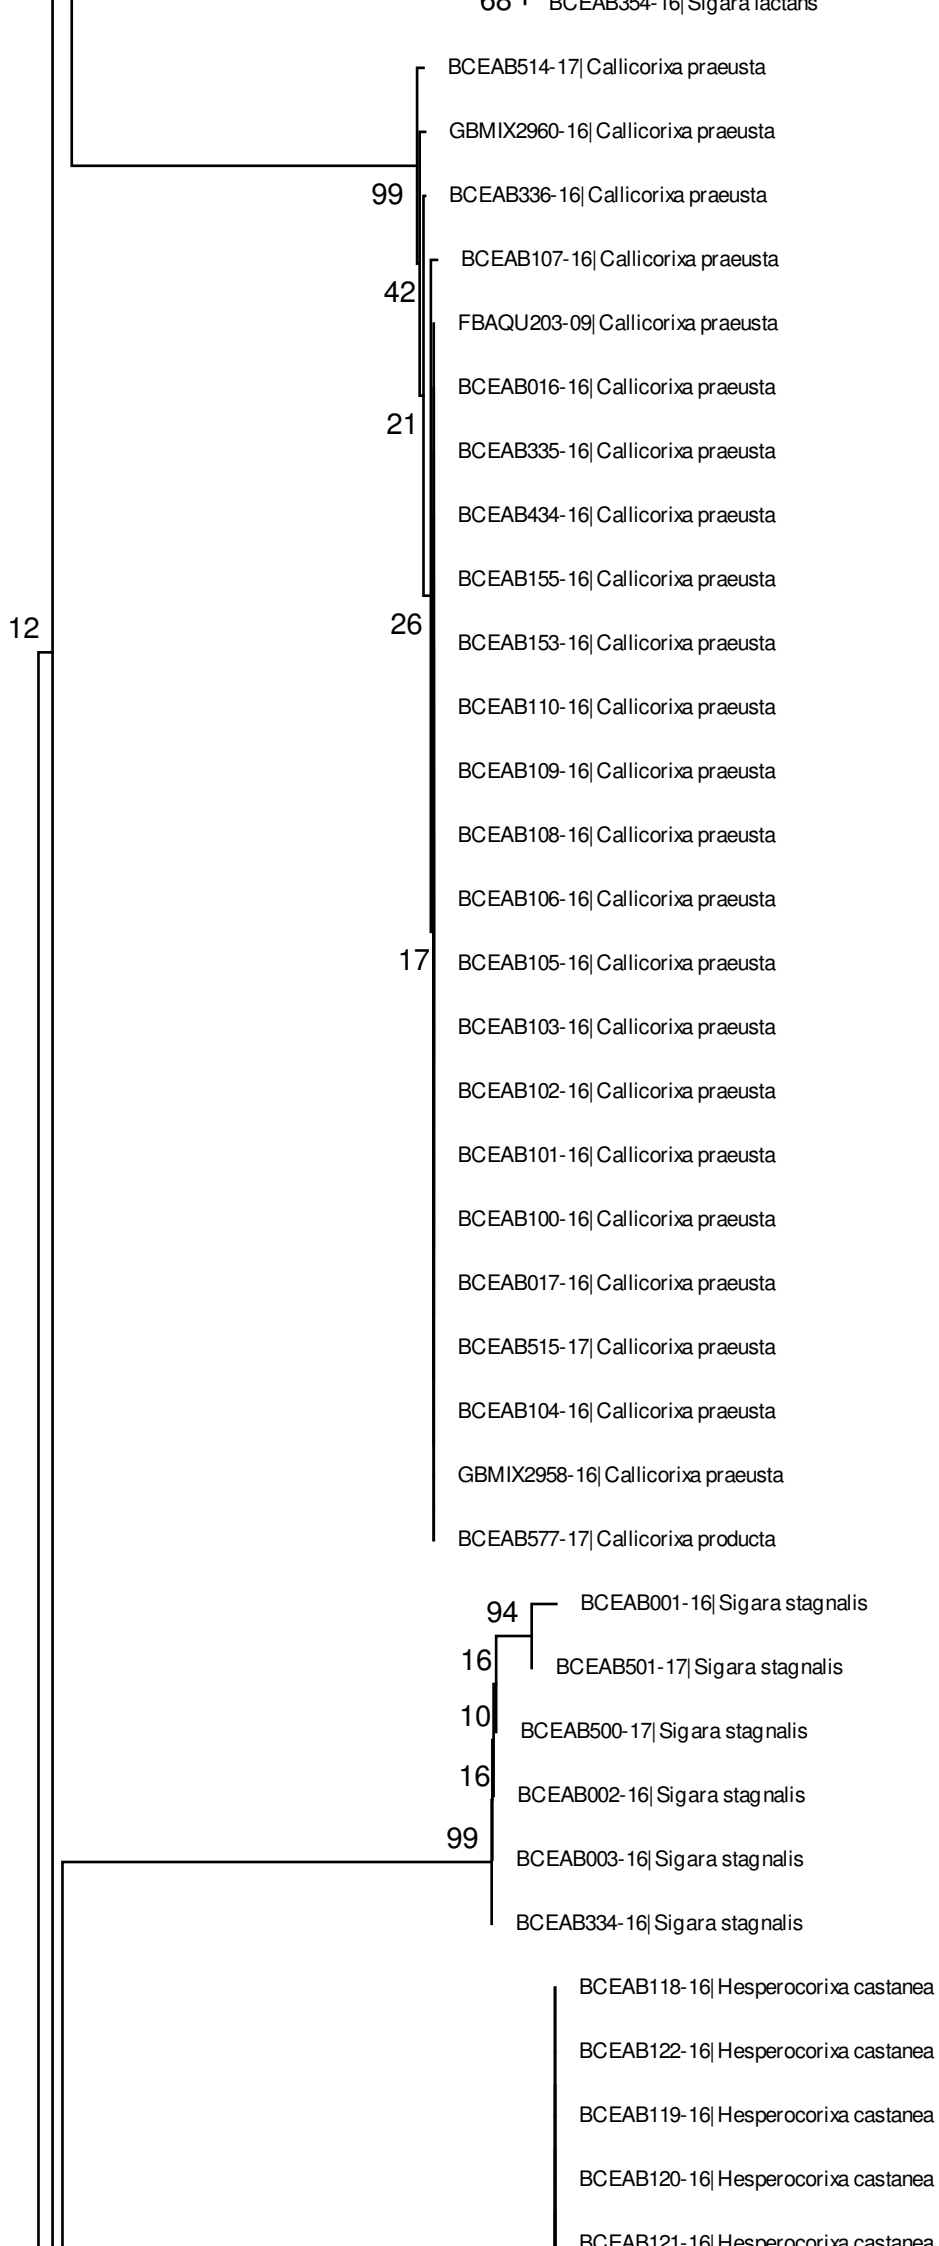 68
BCEAB354-16| Sigara lactans
BCEAB514-17| Callicorixa praeusta
GBMIX2960-16| Callicorixa praeusta
99
BCEAB336-16| Callicorixa praeusta
BCEAB107-16| Callicorixa praeusta
42
FBAQU203-09| Callicorixa praeusta
BCEAB016-16| Callicorixa praeusta
21
BCEAB335-16| Callicorixa praeusta
BCEAB434-16| Callicorixa praeusta
BCEAB155-16| Callicorixa praeusta
26
12
BCEAB153-16| Callicorixa praeusta
BCEAB110-16| Callicorixa praeusta
BCEAB109-16| Callicorixa praeusta
BCEAB108-16| Callicorixa praeusta
BCEAB106-16| Callicorixa praeusta
17
BCEAB105-16| Callicorixa praeusta
BCEAB103-16| Callicorixa praeusta
BCEAB102-16| Callicorixa praeusta
BCEAB101-16| Callicorixa praeusta
BCEAB100-16| Callicorixa praeusta
BCEAB017-16| Callicorixa praeusta
BCEAB515-17| Callicorixa praeusta
BCEAB104-16| Callicorixa praeusta
GBMIX2958-16| Callicorixa praeusta
BCEAB577-17| Callicorixa producta
94
BCEAB001-16| Sigara stagnalis
16
BCEAB501-17| Sigara stagnalis
10
BCEAB500-17| Sigara stagnalis
16
BCEAB002-16| Sigara stagnalis
99
BCEAB003-16| Sigara stagnalis
BCEAB334-16| Sigara stagnalis
BCEAB118-16| Hesperocorixa castanea
BCEAB122-16| Hesperocorixa castanea
BCEAB119-16| Hesperocorixa castanea
BCEAB120-16| Hesperocorixa castanea
BCEAB121-16| Hesperocorixa castanea